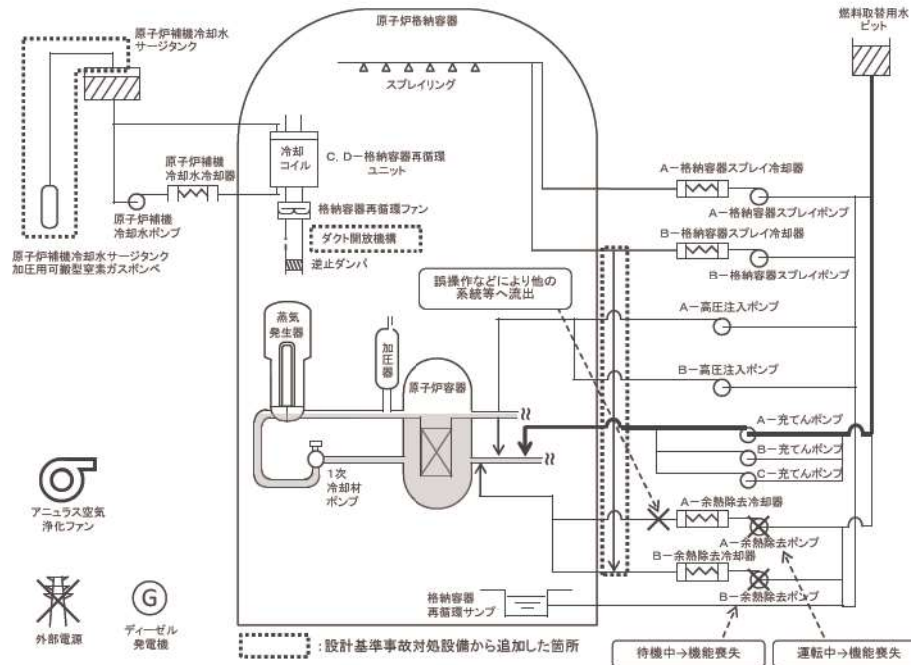 原子炉格納容器
燃料取替用水
ピット
原子炉補機冷却水
サージタンク
スプレイリング
冷却
コイル
C, D-格納容器再循環
ユニット
原子炉補機
冷却水冷却器
原子炉補機
冷却水ポンプ
格納容器再循環ファン
ダクト開放機構
逆止ダンパ
原子炉補機冷却水サージタンク
加圧用可搬型窒素ガスボンベ
A-格納容器スプレイ冷却器
A-格納容器スプレイポンプ
B-格納容器スプレイ冷却器
B-格納容器スプレイポンプ
誤操作などにより他の
系統等へ流出
A-高圧注入ポンプ
B-高圧注入ポンプ
蒸気
発生器
加圧器
原子炉容器
1次
冷却材
ポンプ
A-充てんポンプ
B-充てんポンプ
C-充てんポンプ
A-余熱除去冷却器
A-余熱除去ポンプ
B-余熱除去冷却器
B-余熱除去ポンプ
アニュラス空気
浄化ファン
外部電源
G
ディーゼル
発電機
格納容器
再循環サンプ
:設計基準事故対処設備から追加した箇所
待機中→機能喪失
運転中→機能喪失